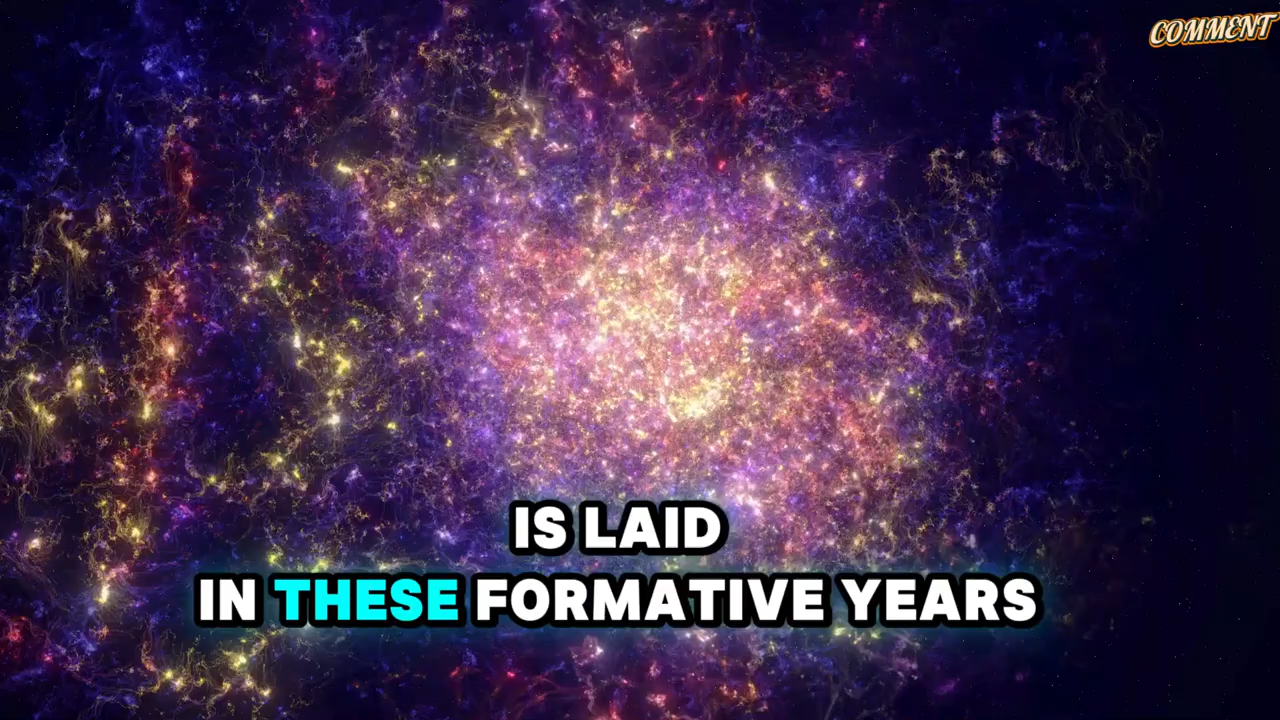 COMMENT
IS LAID
IN THESE FORMATIVE YEARS